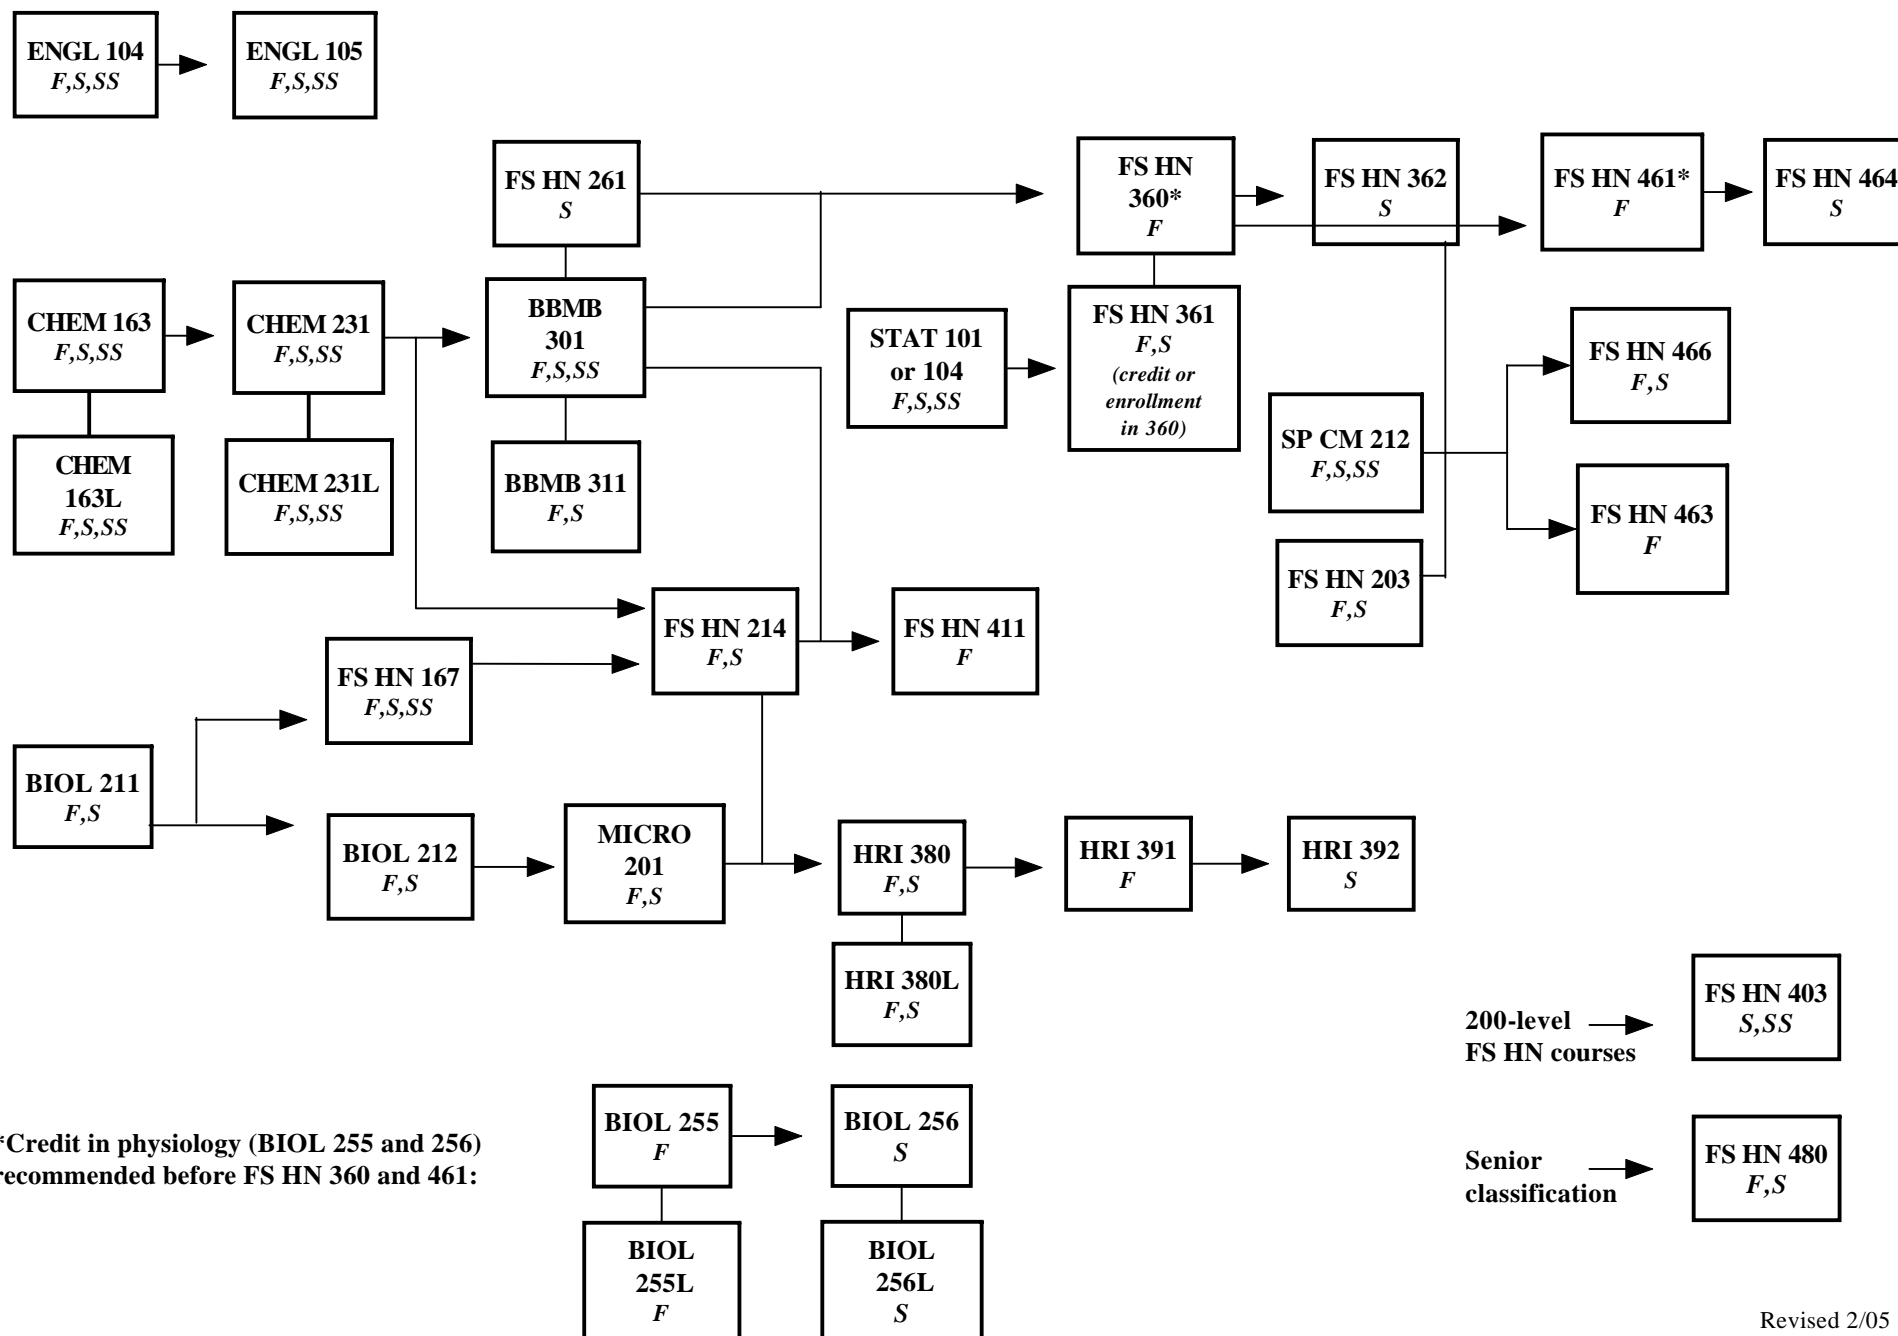 ENGL 104
F,S,SS
ENGL 105
F,S,SS
FS HN 261
S
FS HN
360*
F
FS HN 362
S
FS HN 461*
F
FS HN 464
S
CHEM 163
F,S,SS
CHEM 231
F,S,SS
BBMB
301
F,S,SS
STAT 101
or 104
F,S,SS
FS HN 361
F,S
(credit or
enrollment
in 360)
FS HN 466
F,S
CHEM
163L
F,S,SS
CHEM 231L
F,S,SS
BBMB 311
F,S
SP CM 212
F,S,SS
FS HN 463
F
FS HN 203
F,S
FS HN 214
F,S
FS HN 411
F
FS HN 167
F,S,SS
BIOL 211
F,S
BIOL 212
F,S
MICRO
201
F,S
HRI 380
F,S
HRI 391
F
HRI 392
S
HRI 380L
F,S
200-level
FS HN courses
FS HN 403
S,SS
*Credit in physiology (BIOL 255 and 256)
recommended before FS HN 360 and 461:
BIOL 255
F
BIOL 256
S
Senior
classification
FS HN 480
F,S
BIOL
255L
F
BIOL
256L
S
Revised 2/05